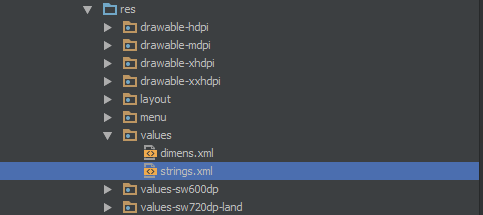 res
drawable-hdpi
drawable-mdpi
drawable-xhdpi
drawable-xxhdpi
layout
menu
values
dimens.xml
strings.xml
values-sw600dp
values-sw720dp-land